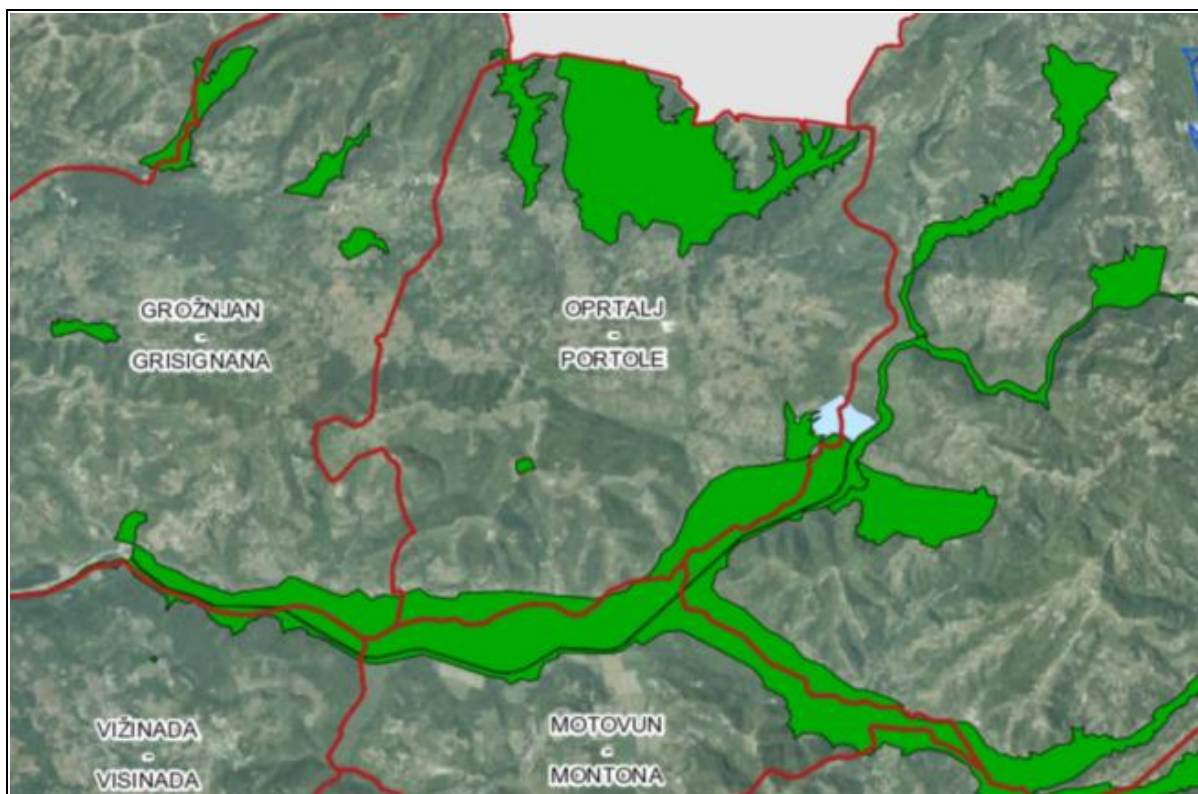 GROŽNJAN
-
GRISIGNANA
OPRTALJ
-
PORTOLE
VIŽINADA
-
VISINADA
MOTOVUN
-
MONTONA